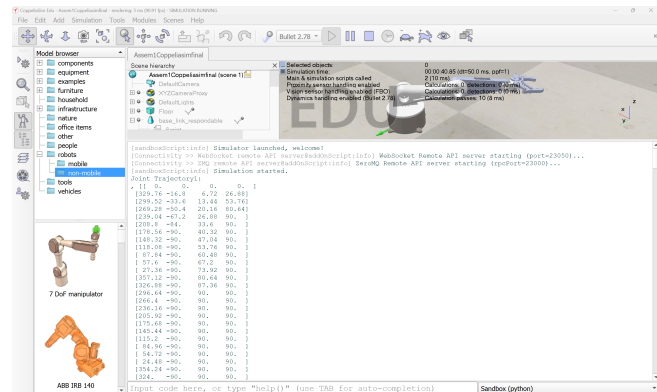 CoppeliaSim Edu - Assem1Coppeliasimfinal - rendering: 3 ms (90.91 fps) - SIMULATION RUNNING
File Edit Add Simulation Tools Modules Scenes Help
Bullet 2.78
Model browser
components
equipment
examples
furniture
household
infrastructure
nature
office items
other
people
robots
mobile
non-mobile
tools
vehicles
7 DoF manipulator
ABB IRB 140
Assem1Coppeliasimfinal
Scene hierarchy
Assem1Coppeliasimfinal (scene 1)
DefaultCamera
XYZCameraProxy
DefaultLights
Floor
base_link_respondable
Script
EDU
Selected objects: 0
Simulation time: 00:00:40.85 (dt=50.0 ms, ppf=1)
Main & simulation scripts called 2 (10 ms)
Proximity sensor handling enabled Calculations: 0, detections: 0 (0 ms)
Vision sensor handling enabled (FBO) Calculations: 0, detections: 0 (0 ms)
Dynamics handling enabled (Bullet 2.78) Calculation passes: 10 (8 ms)
z
x
y
[sandboxScript:info] Simulator launched, welcome!
[Connectivity >> WebSocket remote API server@addOnScript:info] WebSocket Remote API server starting (port=23050)...
[Connectivity >> ZMQ remote API server@addOnScript:info] ZeroMQ Remote API server starting (rpcPort=23000)...
[sandboxScript:info] Simulation started.
Joint Trajectory1:
, [[ 0. 0. 0. 0. ]
[329.76 -16.8 6.72 26.88]
[299.52 -33.6 13.44 53.76]
[269.28 -50.4 20.16 80.64]
[239.04 -67.2 26.88 90. ]
[208.8 -84. 33.6 90. ]
[178.56 -90. 40.32 90. ]
[148.32 -90. 47.04 90. ]
[118.08 -90. 53.76 90. ]
[ 87.84 -90. 60.48 90. ]
[ 57.6 -90. 67.2 90. ]
[ 27.36 -90. 73.92 90. ]
[357.12 -90. 80.64 90. ]
[326.88 -90. 87.36 90. ]
[296.64 -90. 90. 90. ]
[266.4 -90. 90. 90. ]
[236.16 -90. 90. 90. ]
[205.92 -90. 90. 90. ]
[175.68 -90. 90. 90. ]
[145.44 -90. 90. 90. ]
[115.2 -90. 90. 90. ]
[ 84.96 -90. 90. 90. ]
[ 54.72 -90. 90. 90. ]
[ 24.48 -90. 90. 90. ]
[354.24 -90. 90. 90. ]
[324. -90. 90. 90. ]
Input code here, or type "help()" (use TAB for auto-completion)
Sandbox (python)